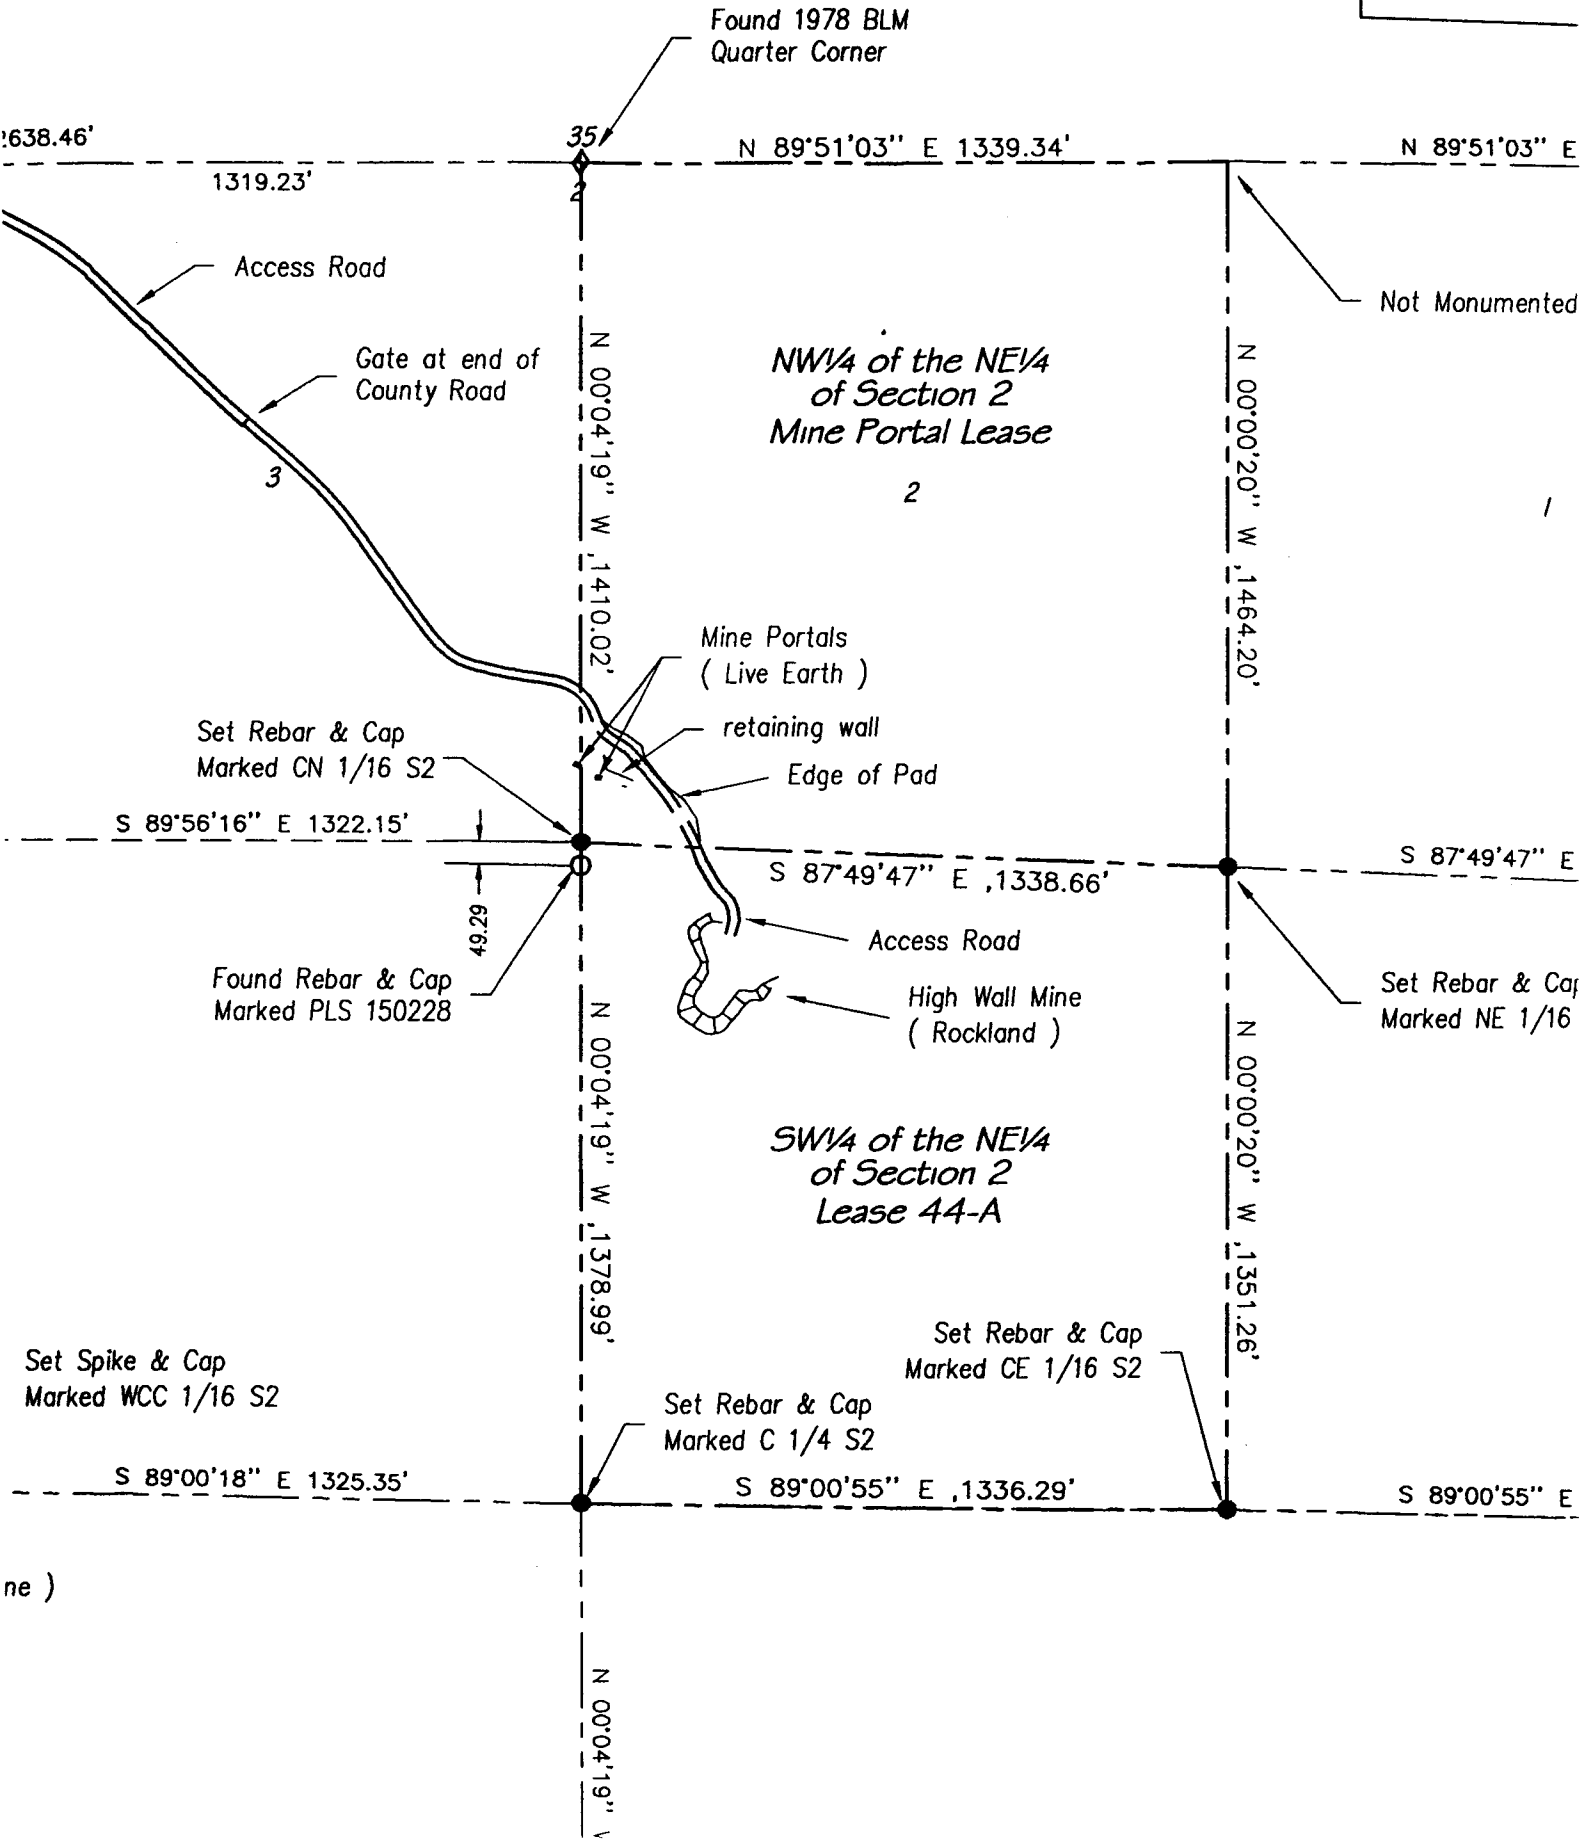 Found 1978 BLM
Quarter Corner
638.46'
35
N 89°51'03" E 1339.34'
N 89°51'03" E
1319.23'
2
Access Road
Not Monumented
Gate at end of
County Road
N 00°04'19" W ,1410.02'
NW1/4 of the NE1/4
of Section 2
Mine Portal Lease
N 00°00'20" W ,1464.20'
3
2
1
Mine Portals
( Live Earth )
Set Rebar & Cap
Marked CN 1/16 S2
retaining wall
Edge of Pad
S 89°56'16" E 1322.15'
S 87°49'47" E ,1338.66'
S 87°49'47" E
49.29
Access Road
Found Rebar & Cap
Marked PLS 150228
High Wall Mine
( Rockland )
Set Rebar & Cap
Marked NE 1/16
N 00°04'19" W ,1378.99'
N 00°00'20" W ,1351.26'
SW1/4 of the NE1/4
of Section 2
Lease 44-A
Set Spike & Cap
Marked WCC 1/16 S2
Set Rebar & Cap
Marked CE 1/16 S2
Set Rebar & Cap
Marked C 1/4 S2
S 89°00'18" E 1325.35'
S 89°00'55" E ,1336.29'
S 89°00'55" E
ne )
N 00°04'19"